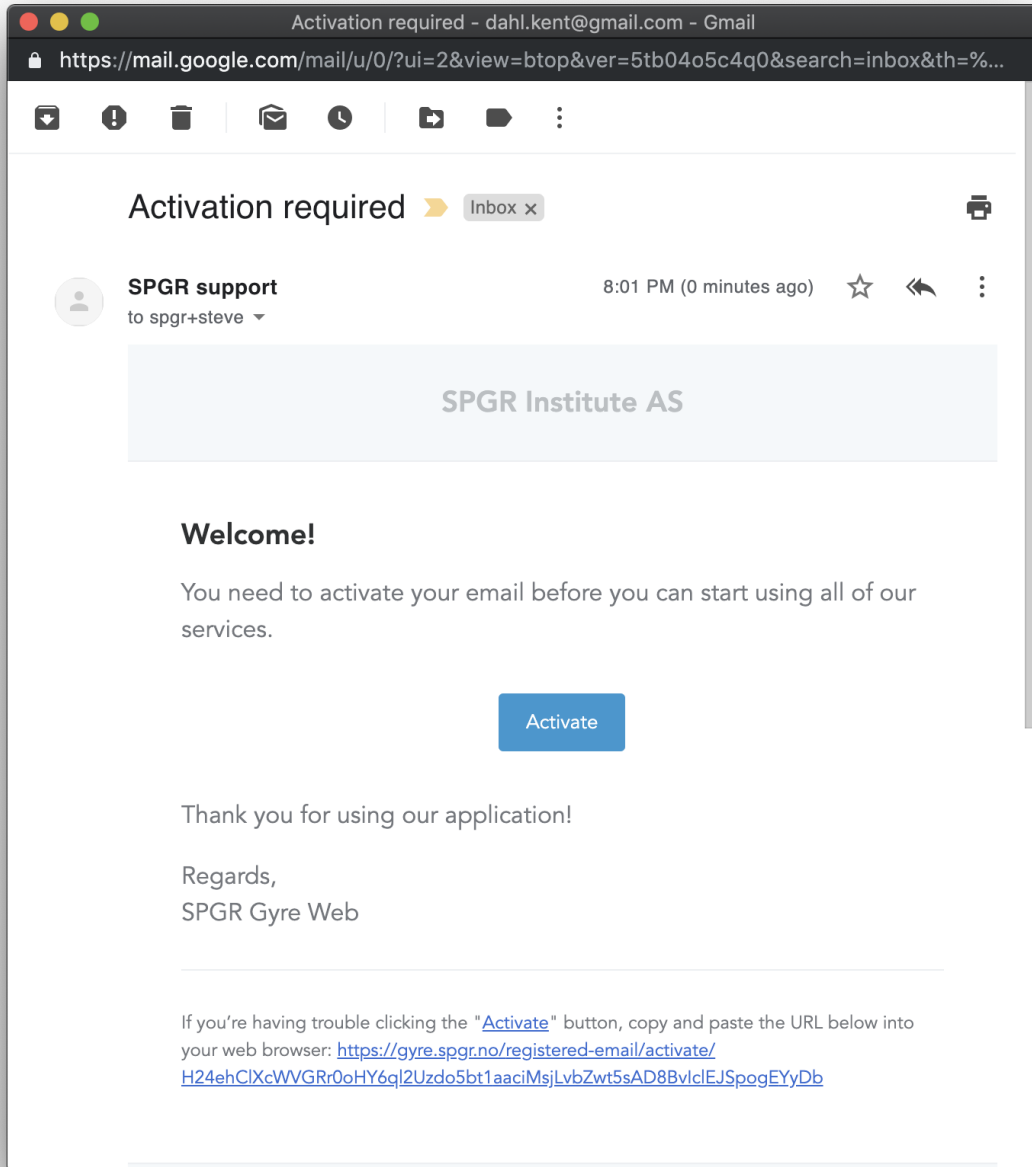 Activation required - dahl.kent@gmail.com - Gmail
https://mail.google.com/mail/u/0/?ui=2&view=btop&ver=5tb04o5c4q0&search=inbox&th=%...
Activation required
Inbox x
SPGR support
8:01 PM (0 minutes ago)
to spgr+steve
SPGR Institute AS
Welcome!
You need to activate your email before you can start using all of our
services.
Activate
Thank you for using our application!
Regards,
SPGR Gyre Web
If you’re having trouble clicking the "Activate" button, copy and paste the URL below into
your web browser: https://gyre.spgr.no/registered-email/activate/
H24ehClXcWVGRr0oHY6ql2Uzdo5bt1aaciMsjLvbZwt5sAD8BvIclEJSpogEYyDb